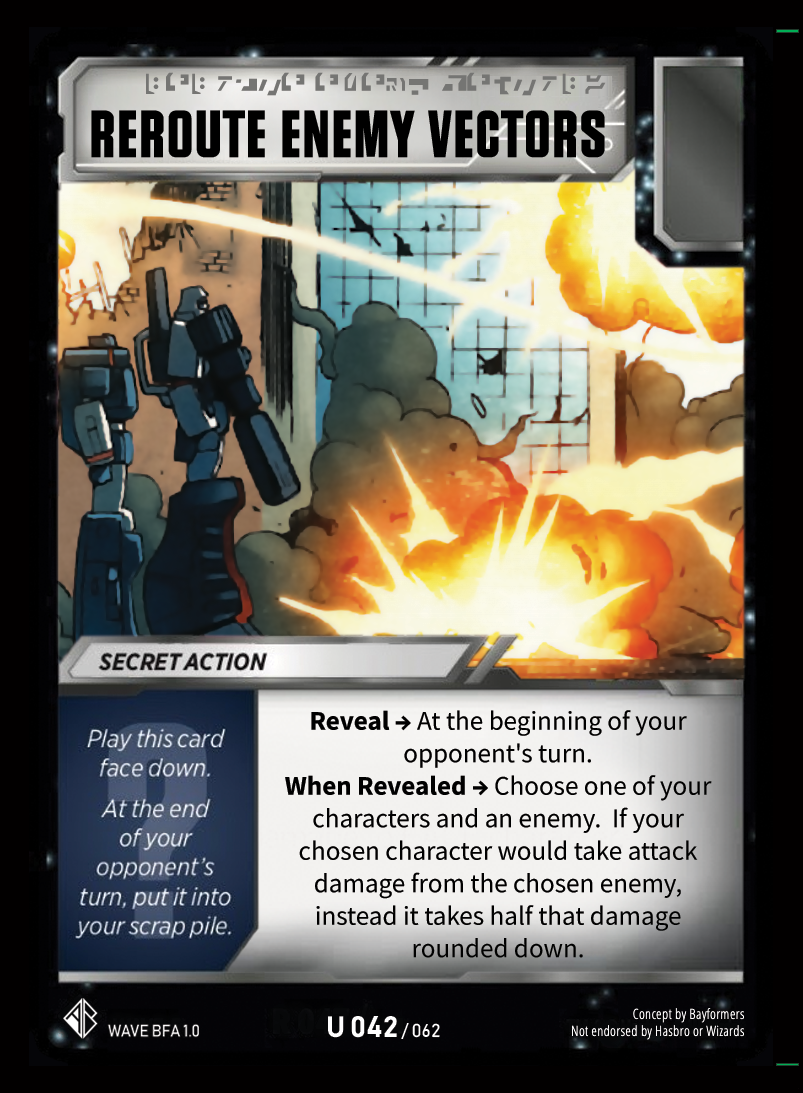 REROUTE ENEMY VECTORS
SECRET ACTION
Play this card
face down.
At the end
of your
opponent's
turn, put it into
your scrap pile.
Reveal → At the beginning of your
opponent's turn.
When Revealed → Choose one of your
characters and an enemy. If your
chosen character would take attack
damage from the chosen enemy,
instead it takes half that damage
rounded down.
WAVE BFA 1.0
U 042/062
Concept by Bayformers
Not endorsed by Hasbro or Wizards